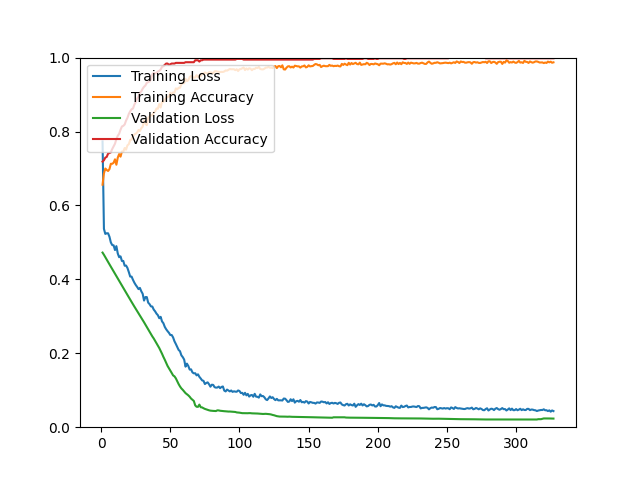 1.0
0.8
0.6
0.4
0.2
0.0
Training Loss
Training Accuracy
Validation Loss
Validation Accuracy
0 50 100 150 200 250 300